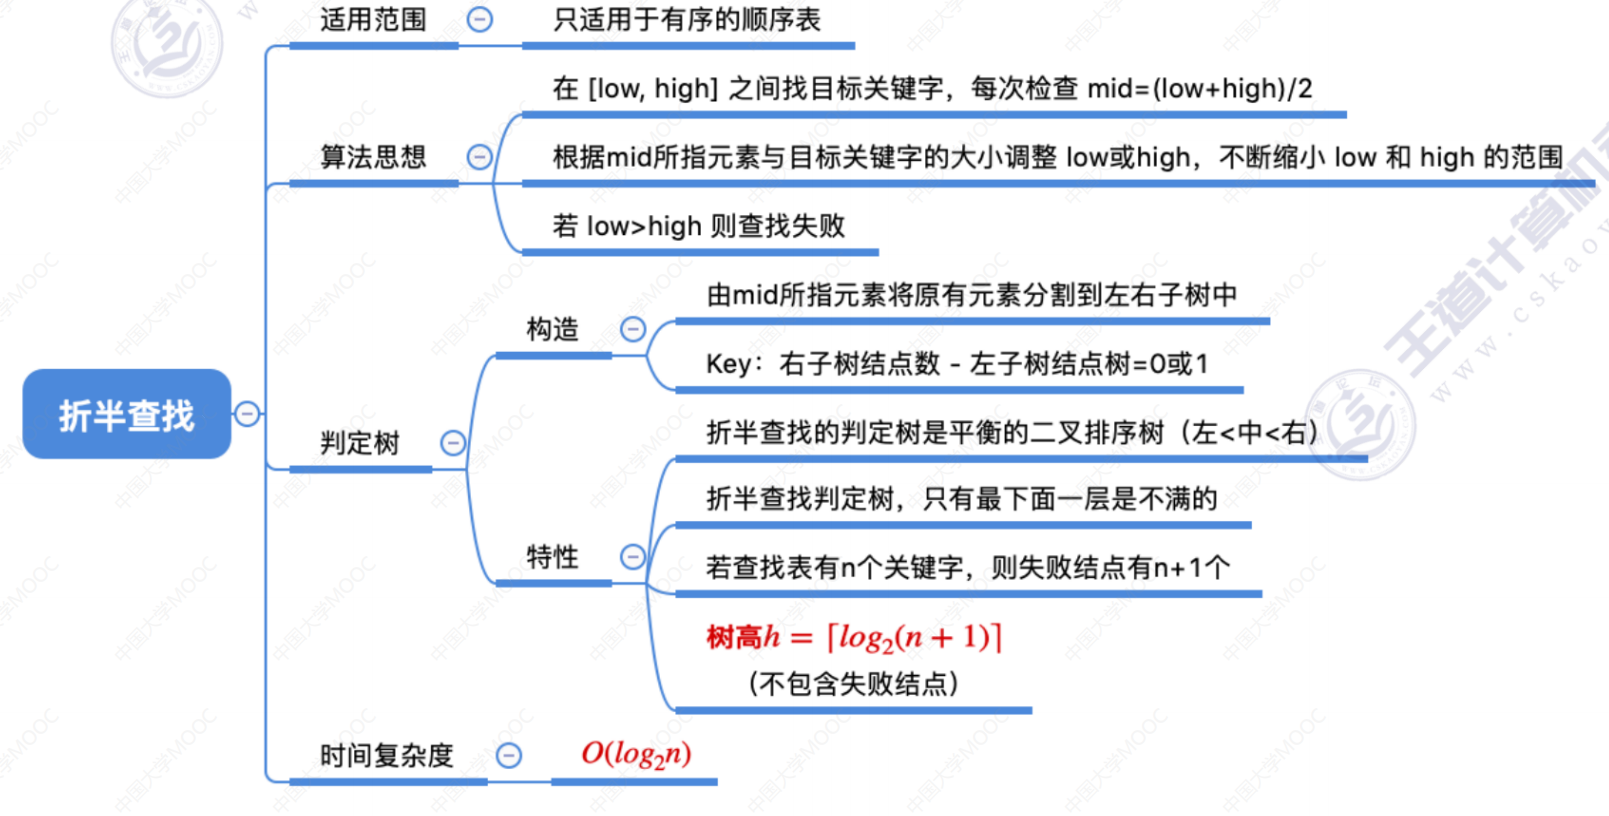 适用范围
只适用于有序的顺序表
在 [low, high] 之间找目标关键字，每次检查 mid=(low+high)/2
算法思想
根据mid所指元素与目标关键字的大小调整 low或high，不断缩小 low 和 high 的范围
若 low>high 则查找失败
由mid所指元素将原有元素分割到左右子树中
构造
Key：右子树结点数 - 左子树结点树=0或1
折半查找
判定树
折半查找的判定树是平衡的二叉排序树（左<中<右）
折半查找判定树，只有最下面一层是不满的
特性
若查找表有n个关键字，则失败结点有n+1个
树高h = ⌈log₂(n + 1)⌉
（不包含失败结点）
时间复杂度
O(log₂n)
中国大学MOOC
王道计算机
www.cskao